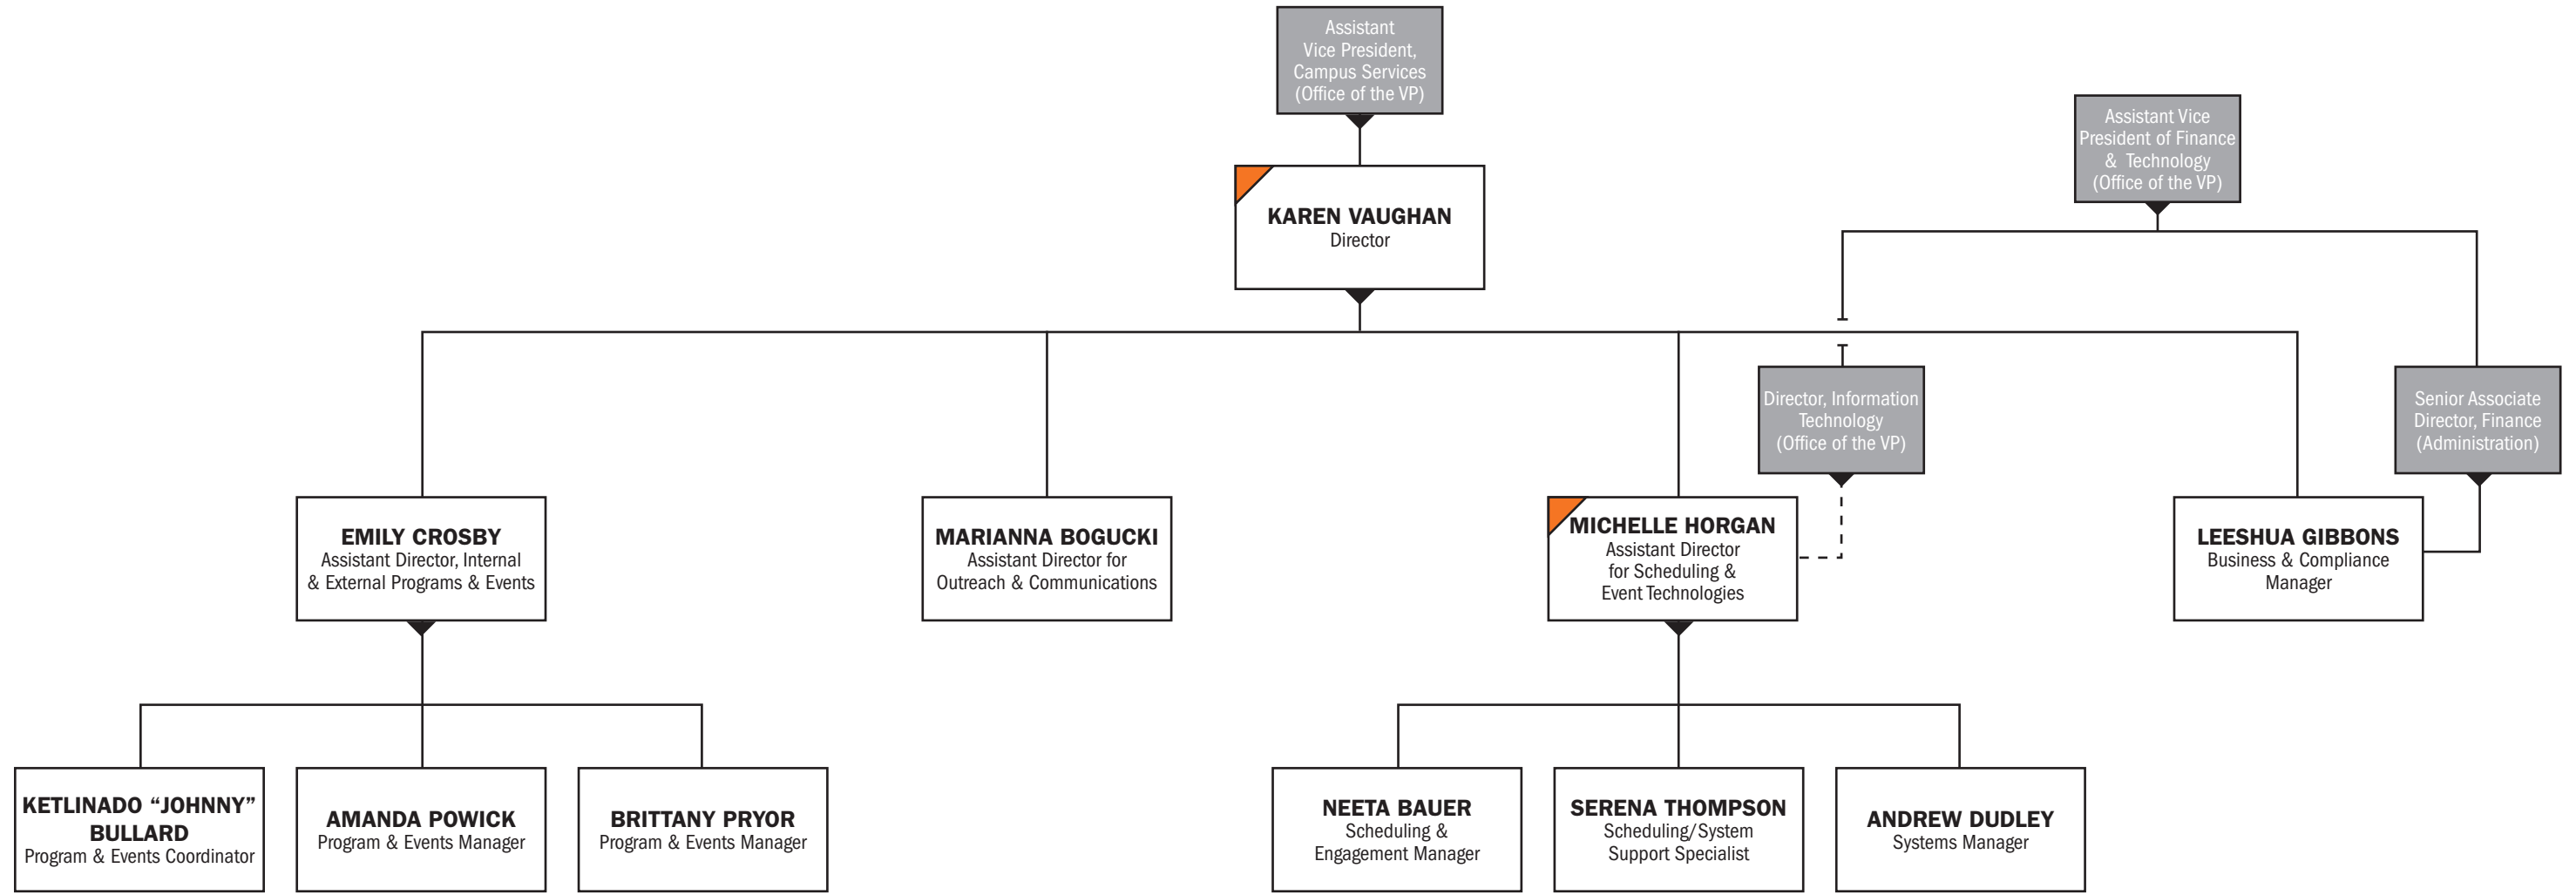 Assistant
Vice President,
Campus Services
(Office of the VP)
Assistant Vice
President of Finance
& Technology
(Office of the VP)
KAREN VAUGHAN
Director
Director, Information
Technology
(Office of the VP)
Senior Associate
Director, Finance
(Administration)
EMILY CROSBY
Assistant Director, Internal
& External Programs & Events
MARIANNA BOGUCKI
Assistant Director for
Outreach & Communications
MICHELLE HORGAN
Assistant Director
for Scheduling &
Event Technologies
LEESHUA GIBBONS
Business & Compliance
Manager
KETLINADO “JOHNNY”
BULLARD
Program & Events Coordinator
AMANDA POWICK
Program & Events Manager
BRITTANY PRYOR
Program & Events Manager
NEETA BAUER
Scheduling &
Engagement Manager
SERENA THOMPSON
Scheduling/System
Support Specialist
ANDREW DUDLEY
Systems Manager